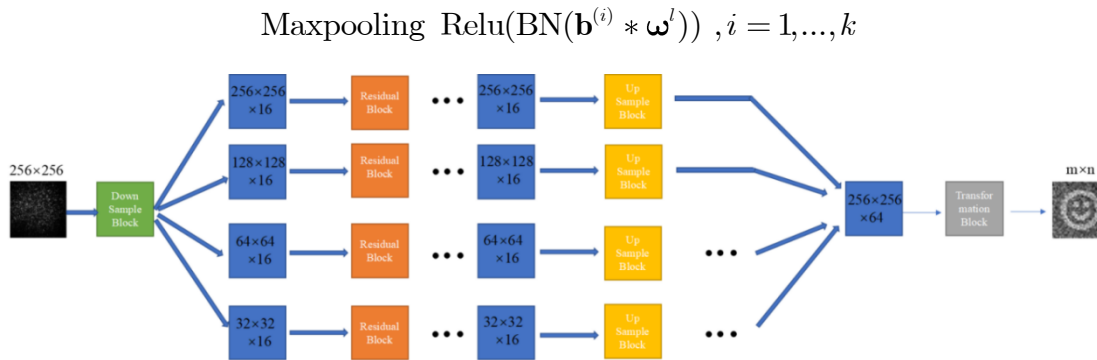 Maxpooling Relu(BN(b^(i) * ω^l)) , i = 1,...,k
256×256
Down
Sample
Block
256×256
×16
Residual
Block
•••
256×256
×16
Up
Sample
Block
128×128
×16
Residual
Block
•••
128×128
×16
Up
Sample
Block
64×64
×16
Residual
Block
•••
64×64
×16
Up
Sample
Block
•••
32×32
×16
Residual
Block
•••
32×32
×16
Up
Sample
Block
•••
256×256
×64
Transfor
mation
Block
m×n